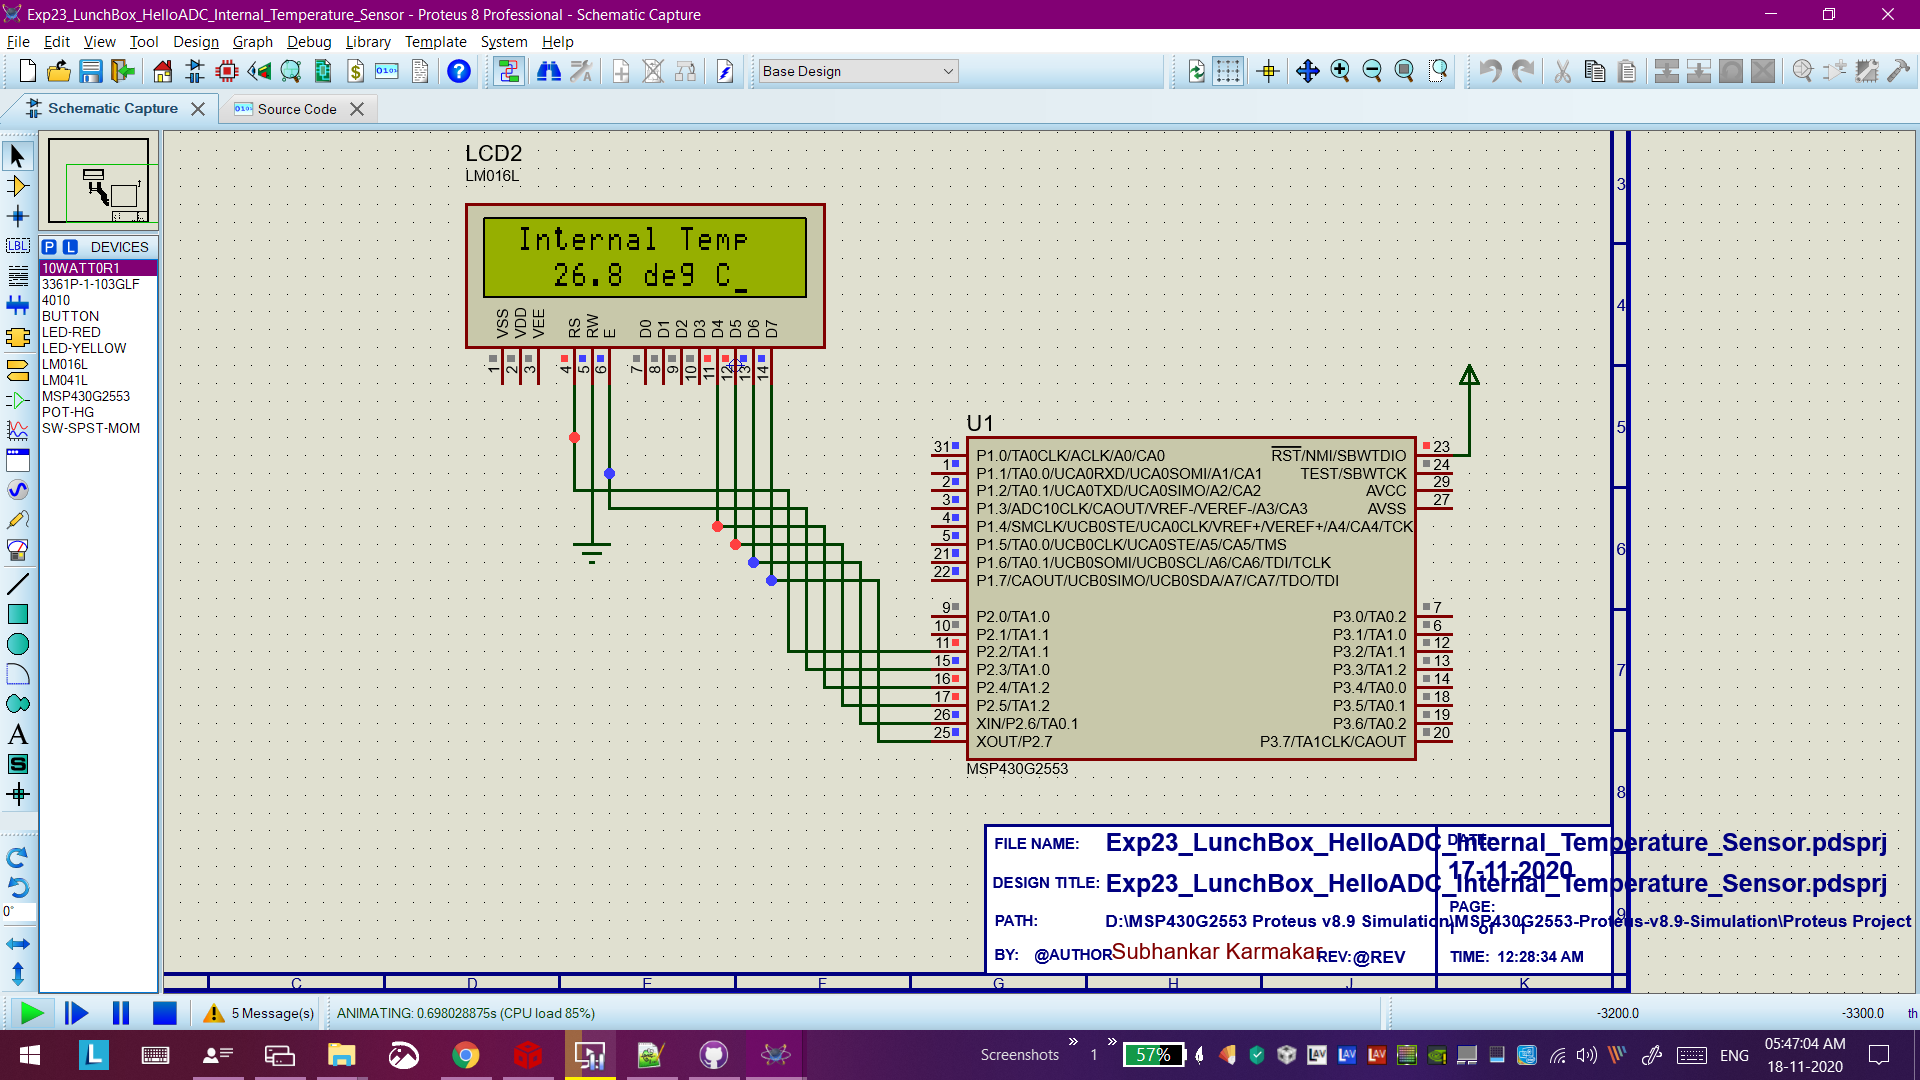 Exp23_LunchBox_HelloADC_Internal_Temperature_Sensor - Proteus 8 Professional - Schematic Capture
File Edit View Tool Design Graph Debug Library Template System Help
Base Design
Schematic Capture
Source Code
P L DEVICES
10WATT0R1
3361P-1-103GLF
4010
BUTTON
LED-RED
LED-YELLOW
LM016L
LM041L
MSP430G2553
POT-HG
SW-SPST-MOM
LBL
A
S
0°
LCD2
LM016L
Internal Temp
26.8 deg C_
VSS VDD VEE RS RW E D0 D1 D2 D3 D4 D5 D6 D7
1 2 3 4 5 6 7 8 9 10 11 12 13 14
U1
31 P1.0/TA0CLK/ACLK/A0/CA0 RST/NMI/SBWTDIO 23
1 P1.1/TA0.0/UCA0RXD/UCA0SOMI/A1/CA1 TEST/SBWTCK 24
2 P1.2/TA0.1/UCA0TXD/UCA0SIMO/A2/CA2 AVCC 29
3 P1.3/ADC10CLK/CAOUT/VREF-/VEREF-/A3/CA3 AVSS 27
4 P1.4/SMCLK/UCB0STE/UCA0CLK/VREF+/VEREF+/A4/CA4/TCK
5 P1.5/TA0.0/UCB0CLK/UCA0STE/A5/CA5/TMS
21 P1.6/TA0.1/UCB0SOMI/UCB0SCL/A6/CA6/TDI/TCLK
22 P1.7/CAOUT/UCB0SIMO/UCB0SDA/A7/CA7/TDO/TDI
9 P2.0/TA1.0 P3.0/TA0.2 7
10 P2.1/TA1.1 P3.1/TA1.0 6
11 P2.2/TA1.1 P3.2/TA1.1 12
15 P2.3/TA1.0 P3.3/TA1.2 13
16 P2.4/TA1.2 P3.4/TA0.0 14
17 P2.5/TA1.2 P3.5/TA0.1 18
26 XIN/P2.6/TA0.1 P3.6/TA0.2 19
25 XOUT/P2.7 P3.7/TA1CLK/CAOUT 20
MSP430G2553
3
4
5
6
7
8
9
FILE NAME: Exp23_LunchBox_HelloADC_Internal_Temperature_Sensor.pdsprj
DATE:
17-11-2020
DESIGN TITLE: Exp23_LunchBox_HelloADC_Internal_Temperature_Sensor.pdsprj
PAGE:
1 of 1
PATH: D:\MSP430G2553 Proteus v8.9 Simulation\MSP430G2553-Proteus-v8.9-Simulation\Proteus Project
BY: @AUTHOR Subhankar Karmakar REV:@REV TIME: 12:28:34 AM
C D E F G H J K
5 Message(s) ANIMATING: 0.698028875s (CPU load 85%) -3200.0 -3300.0 th
Screenshots 1 57% LAV LAV LAV ENG
05:47:04 AM
18-11-2020